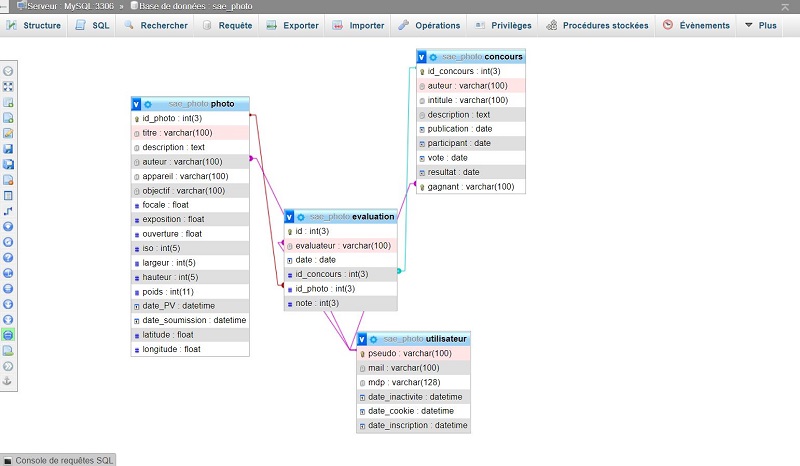 Serveur : MySQL:3306 » Base de données : sae_photo
Structure SQL Rechercher Requête Exporter Importer Opérations Privilèges Procédures stockées Évènements Plus
v sae_photo concours
id_concours : int(3)
auteur : varchar(100)
intitule : varchar(100)
description : text
publication : date
participant : date
vote : date
resultat : date
gagnant : varchar(100)
v sae_photo photo
id_photo : int(3)
titre : varchar(100)
description : text
auteur : varchar(100)
appareil : varchar(100)
objectif : varchar(100)
focale : float
exposition : float
ouverture : float
iso : int(5)
largeur : int(5)
hauteur : int(5)
poids : int(11)
date_PV : datetime
date_soumission : datetime
latitude : float
longitude : float
v sae_photo evaluation
id : int(3)
evaluateur : varchar(100)
date : date
id_concours : int(3)
id_photo : int(3)
note : int(3)
v sae_photo utilisateur
pseudo : varchar(100)
mail : varchar(100)
mdp : varchar(128)
date_inactivite : datetime
date_cookie : datetime
date_inscription : datetime
Console de requêtes SQL